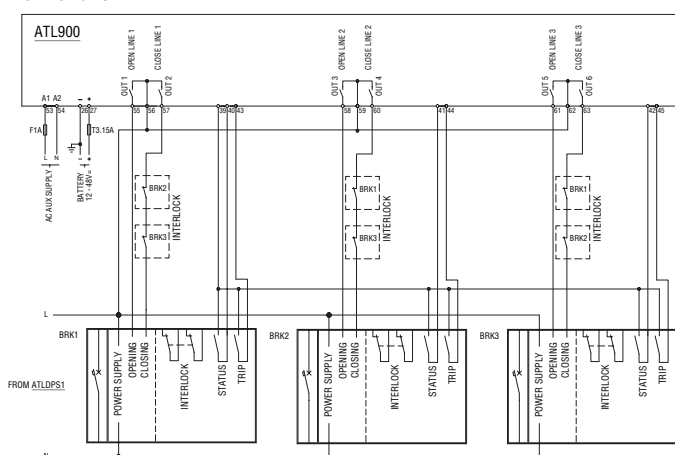 ATL900
OPEN LINE 1
CLOSE LINE 1
OPEN LINE 2
CLOSE LINE 2
OPEN LINE 3
CLOSE LINE 3
OUT 1
OUT 2
OUT 3
OUT 4
OUT 5
OUT 6
A1 A2 - +
53 54 26 27 55 56 57 39 40 43 58 59 60 41 44 61 62 63 42 45
F1A T3.15A
L N - +
AC AUX SUPPLY
BATTERY
12 - 48V=
BRK2
BRK3
INTERLOCK
BRK1
BRK3
INTERLOCK
BRK1
BRK2
INTERLOCK
L
BRK1
POWER SUPPLY
OPENING
CLOSING
INTERLOCK
STATUS
TRIP
BRK2
POWER SUPPLY
OPENING
CLOSING
INTERLOCK
STATUS
TRIP
BRK3
POWER SUPPLY
OPENING
CLOSING
INTERLOCK
STATUS
TRIP
FROM ATLDPS1